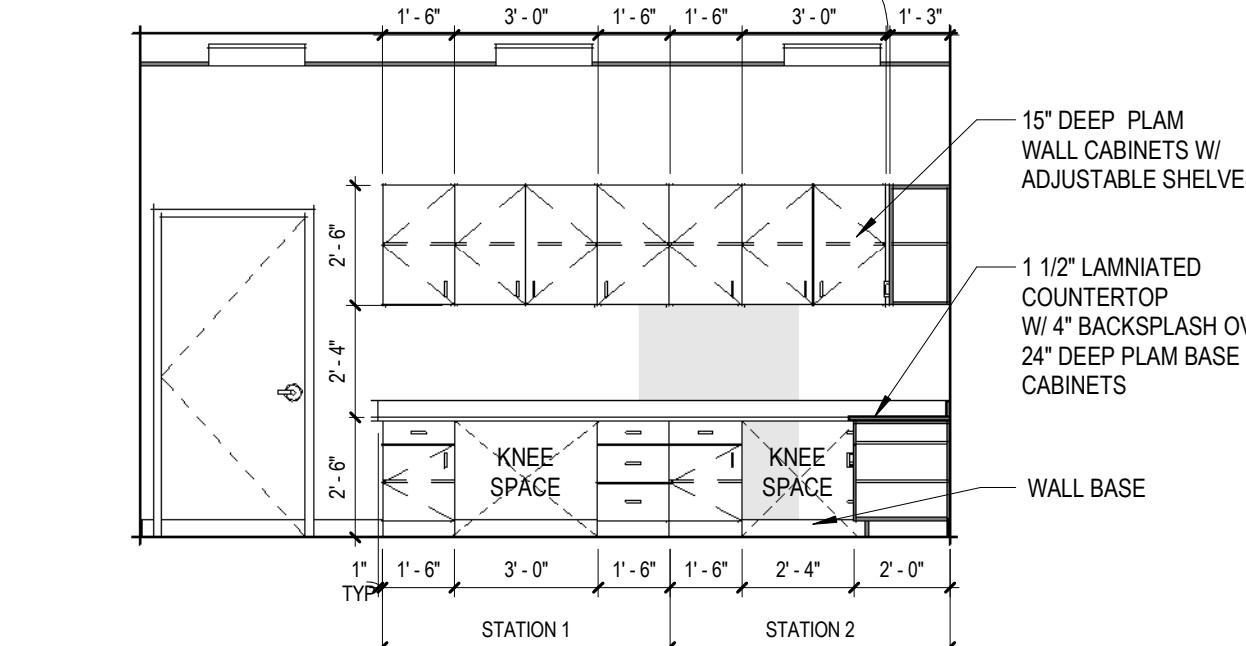 1' - 6" 3' - 0" 1' - 6" 1' - 6" 3' - 0" 1' - 3"
15" DEEP PLAM
WALL CABINETS W/
ADJUSTABLE SHELVE
2' - 6"
1 1/2" LAMNIATED
COUNTERTOP
W/ 4" BACKSPLASH OV
24" DEEP PLAM BASE
CABINETS
2' - 4"
2' - 6"
KNEE
SPACE
KNEE
SPACE
WALL BASE
1"
TYP
1' - 6" 3' - 0" 1' - 6" 1' - 6" 2' - 4" 2' - 0"
STATION 1 STATION 2